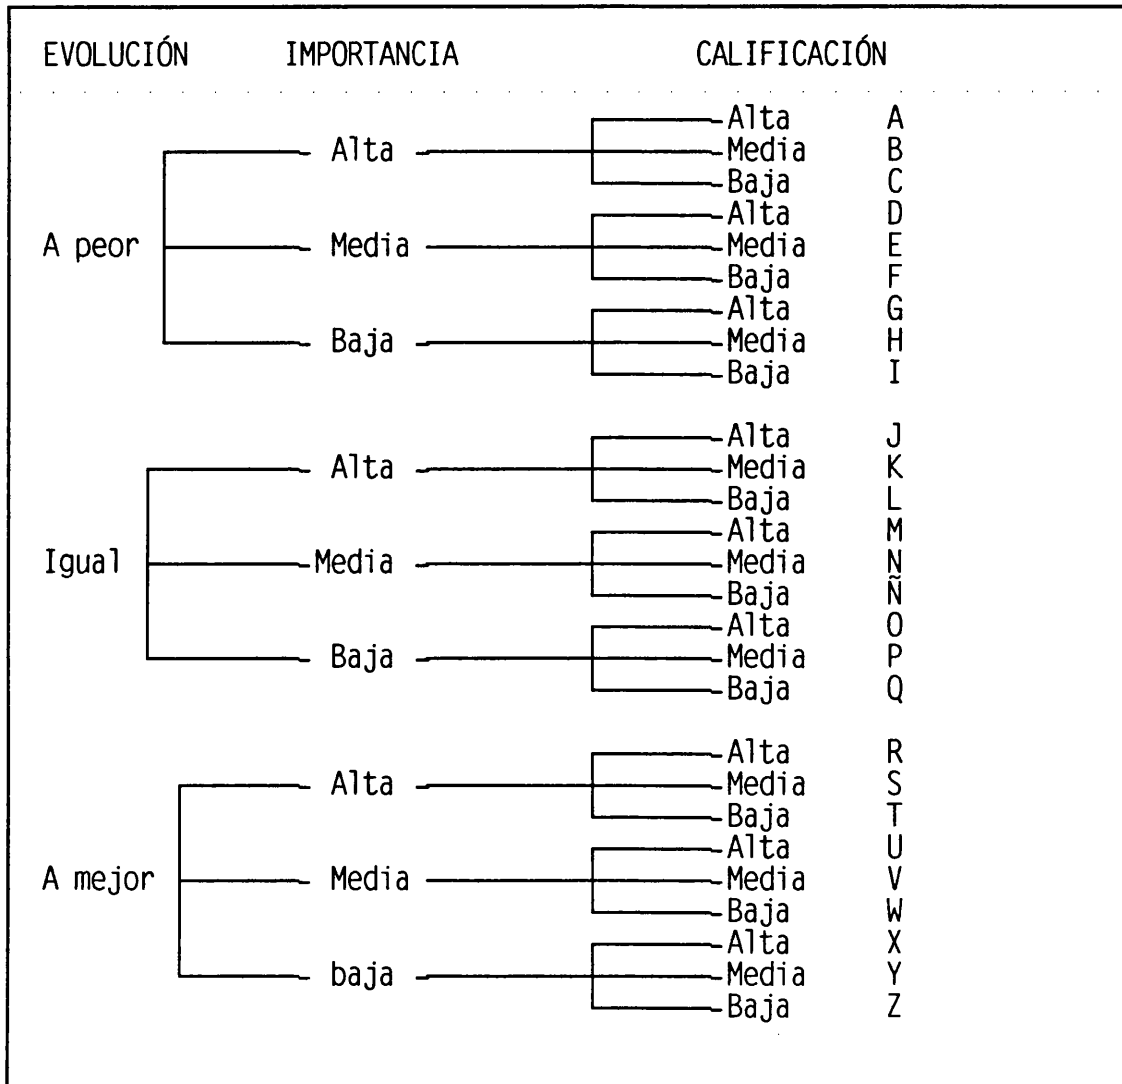 EVOLUCIÓN IMPORTANCIA CALIFICACIÓN
Alta A
Alta Media B
Baja C
Alta D
A peor Media Media E
Baja F
Alta G
Baja Media H
Baja I
Alta J
Alta Media K
Baja L
Alta M
Igual Media Media N
Baja Ñ
Alta O
Baja Media P
Baja Q
Alta R
Alta Media S
Baja T
Alta U
A mejor Media Media V
Baja W
Alta X
baja Media Y
Baja Z